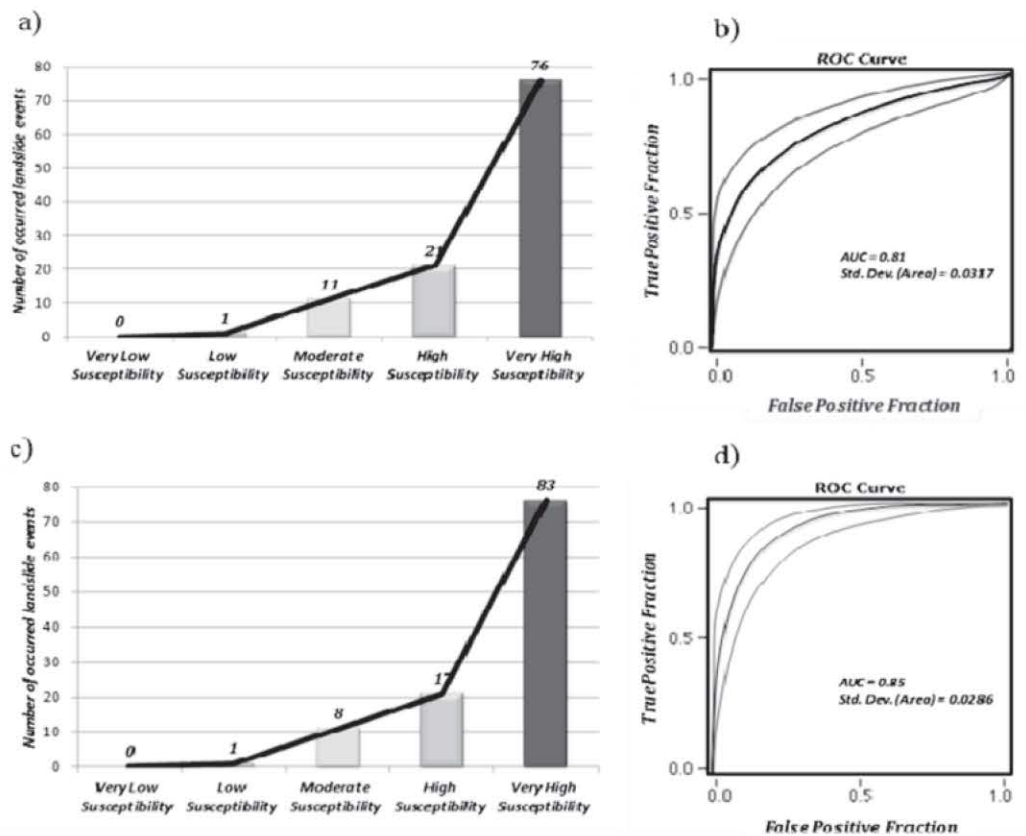 a)
80
70
60
50
40
30
20
10
0
Number of occurred landslide events
0
1
11
21
76
Very Low Susceptibility
Low Susceptibility
Moderate Susceptibility
High Susceptibility
Very High Susceptibility
b)
ROC Curve
1.0
0.5
0.0
True Positive Fraction
AUC = 0.81
Std. Dev. (Area) = 0.0317
0.0
0.5
1.0
False Positive Fraction
c)
80
70
60
50
40
30
20
10
0
Number of occurred landslide events
0
1
8
17
83
Very Low Susceptibility
Low Susceptibility
Moderate Susceptibility
High Susceptibility
Very High Susceptibility
d)
ROC Curve
1.0
0.5
0.0
True Positive Fraction
AUC = 0.85
Std. Dev. (Area) = 0.0286
0.0
0.5
1.0
False Positive Fraction